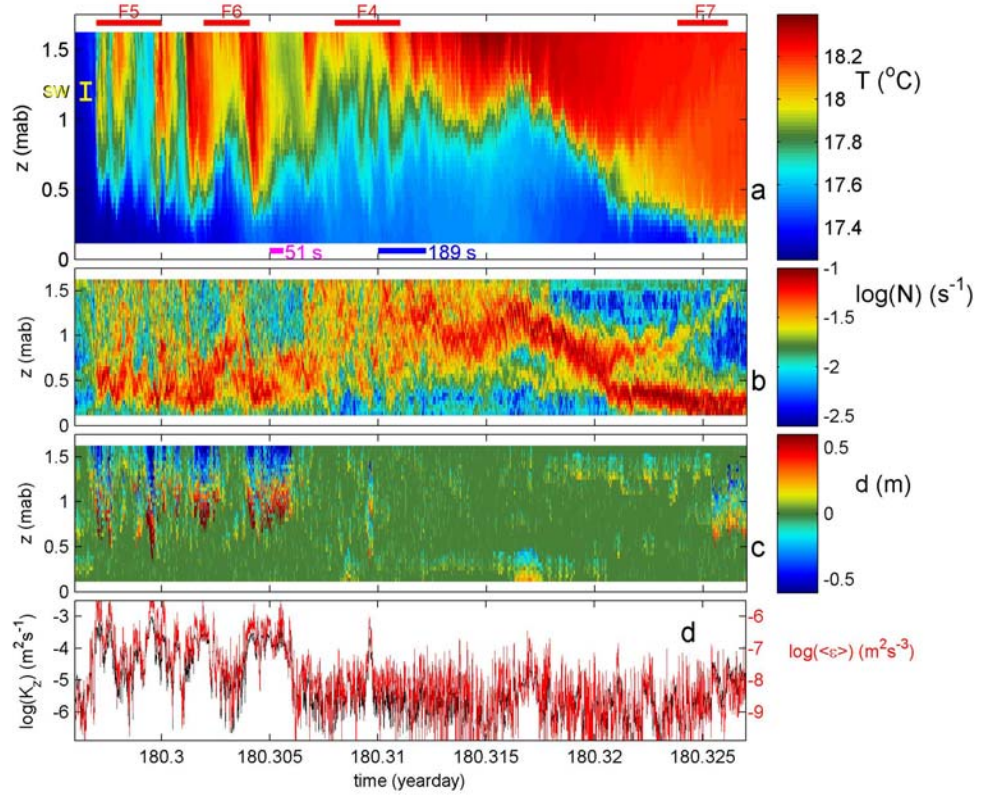 F5 F6 F4 F7
1.5
1
0.5
0
z (mab)
sw
a
51 s
189 s
18.2
18
17.8
17.6
17.4
T (°C)
1.5
1
0.5
0
z (mab)
b
-1
-1.5
-2
-2.5
log(N) (s⁻¹)
1.5
1
0.5
0
z (mab)
c
0.5
0
-0.5
d (m)
-3
-4
-5
-6
log(K_z) (m²s⁻¹)
d
-6
-7
-8
-9
log(<ε>) (m²s⁻³)
180.3 180.305 180.31 180.315 180.32 180.325
time (yearday)